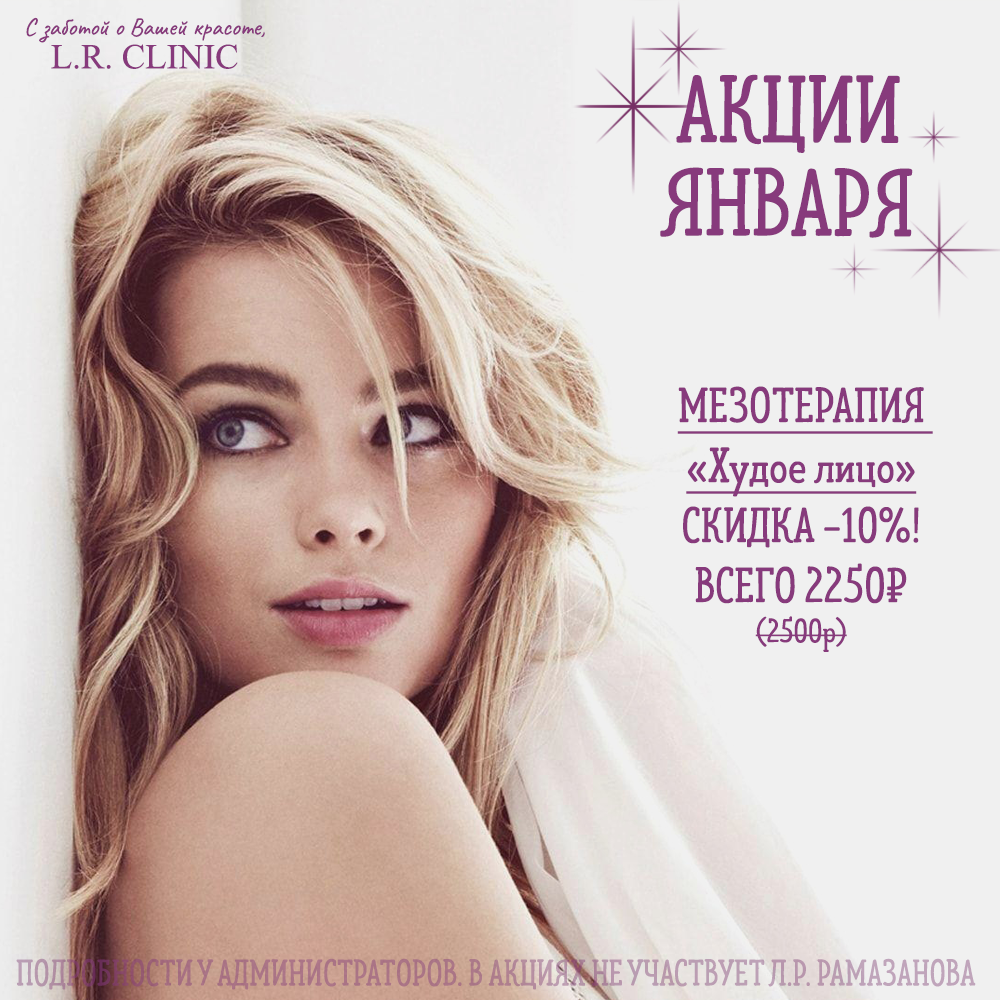 С заботой о Вашей красоте,
L.R. CLINIC
АКЦИИ
ЯНВАРЯ
МЕЗОТЕРАПИЯ
«Худое лицо»
СКИДКА –10%!
ВСЕГО 2250₽
(2500р)
ПОДРОБНОСТИ У АДМИНИСТРАТОРОВ. В АКЦИЯХ НЕ УЧАСТВУЕТ Л.Р. РАМАЗАНОВА